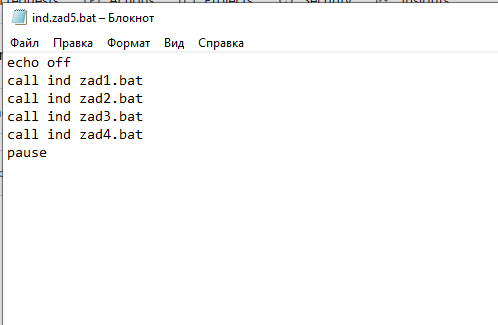 ind.zad5.bat – Блокнот
Файл Правка Формат Вид Справка
echo off
call ind zad1.bat
call ind zad2.bat
call ind zad3.bat
call ind zad4.bat
pause